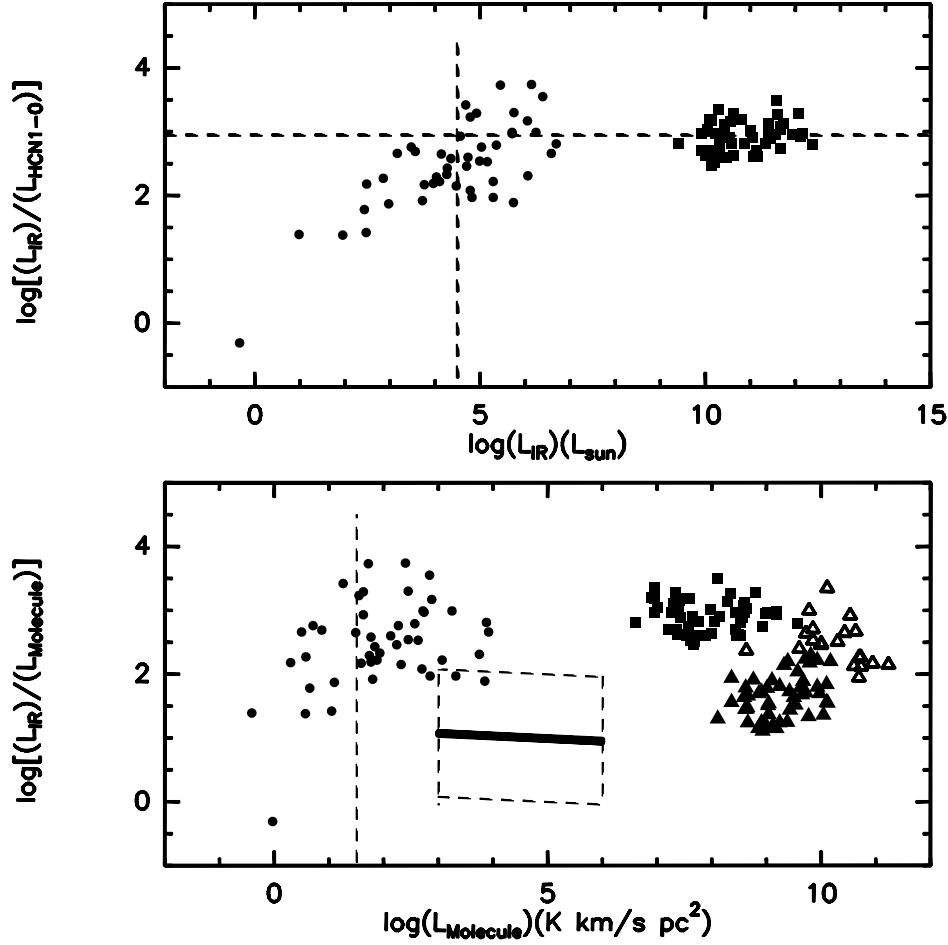 4
2
0
log[(L_IR)/(L_HCN1-0)]
0 5 10 15
log(L_IR)(L_sun)
4
2
0
log[(L_IR)/(L_Molecule)]
0 5 10
log(L_Molecule)(K km/s pc^2)